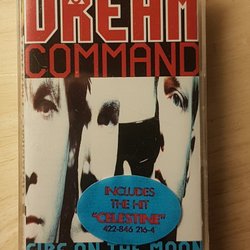 DREAM
COMMAND
INCLUDES
THE HIT
"CELESTINE"
422-846 216-4
FIRE ON THE MOON